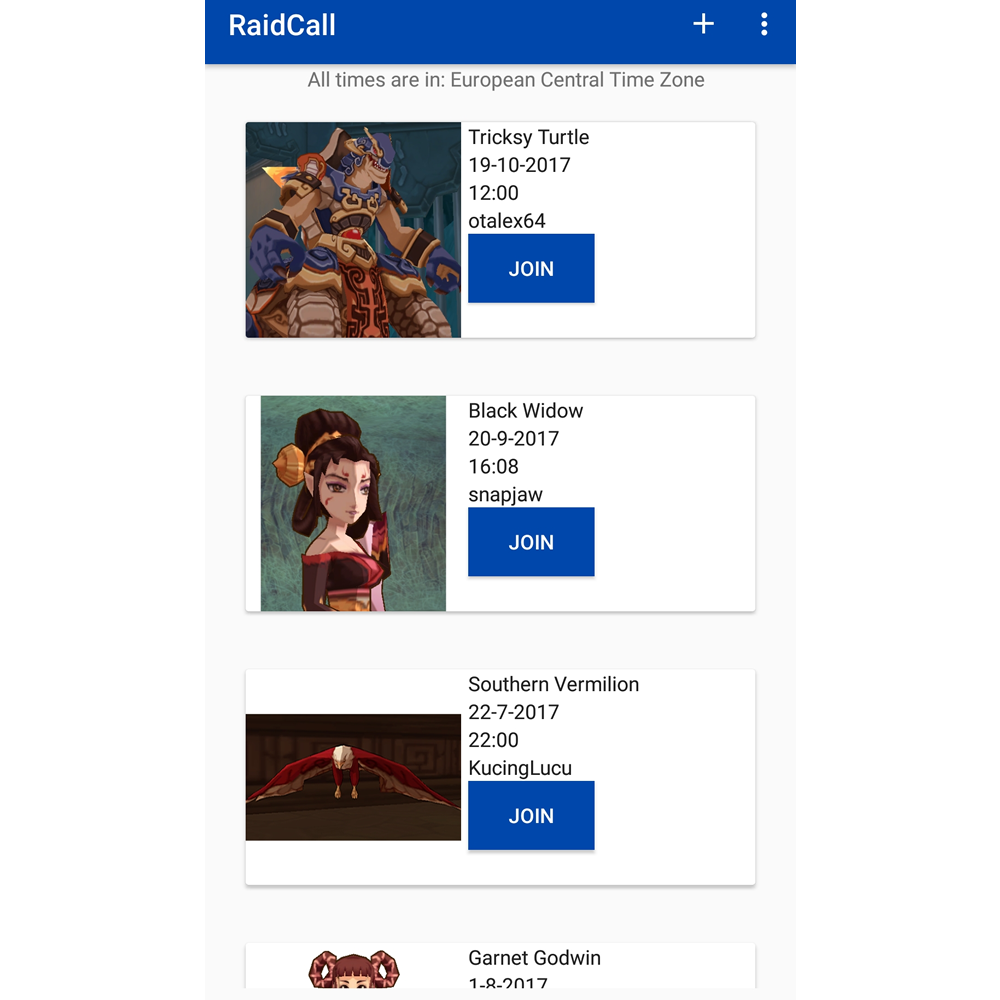 RaidCall
All times are in: European Central Time Zone
Tricksy Turtle
19-10-2017
12:00
otalex64
JOIN
Black Widow
20-9-2017
16:08
snapjaw
JOIN
Southern Vermilion
22-7-2017
22:00
KucingLucu
JOIN
Garnet Godwin
1-8-2017